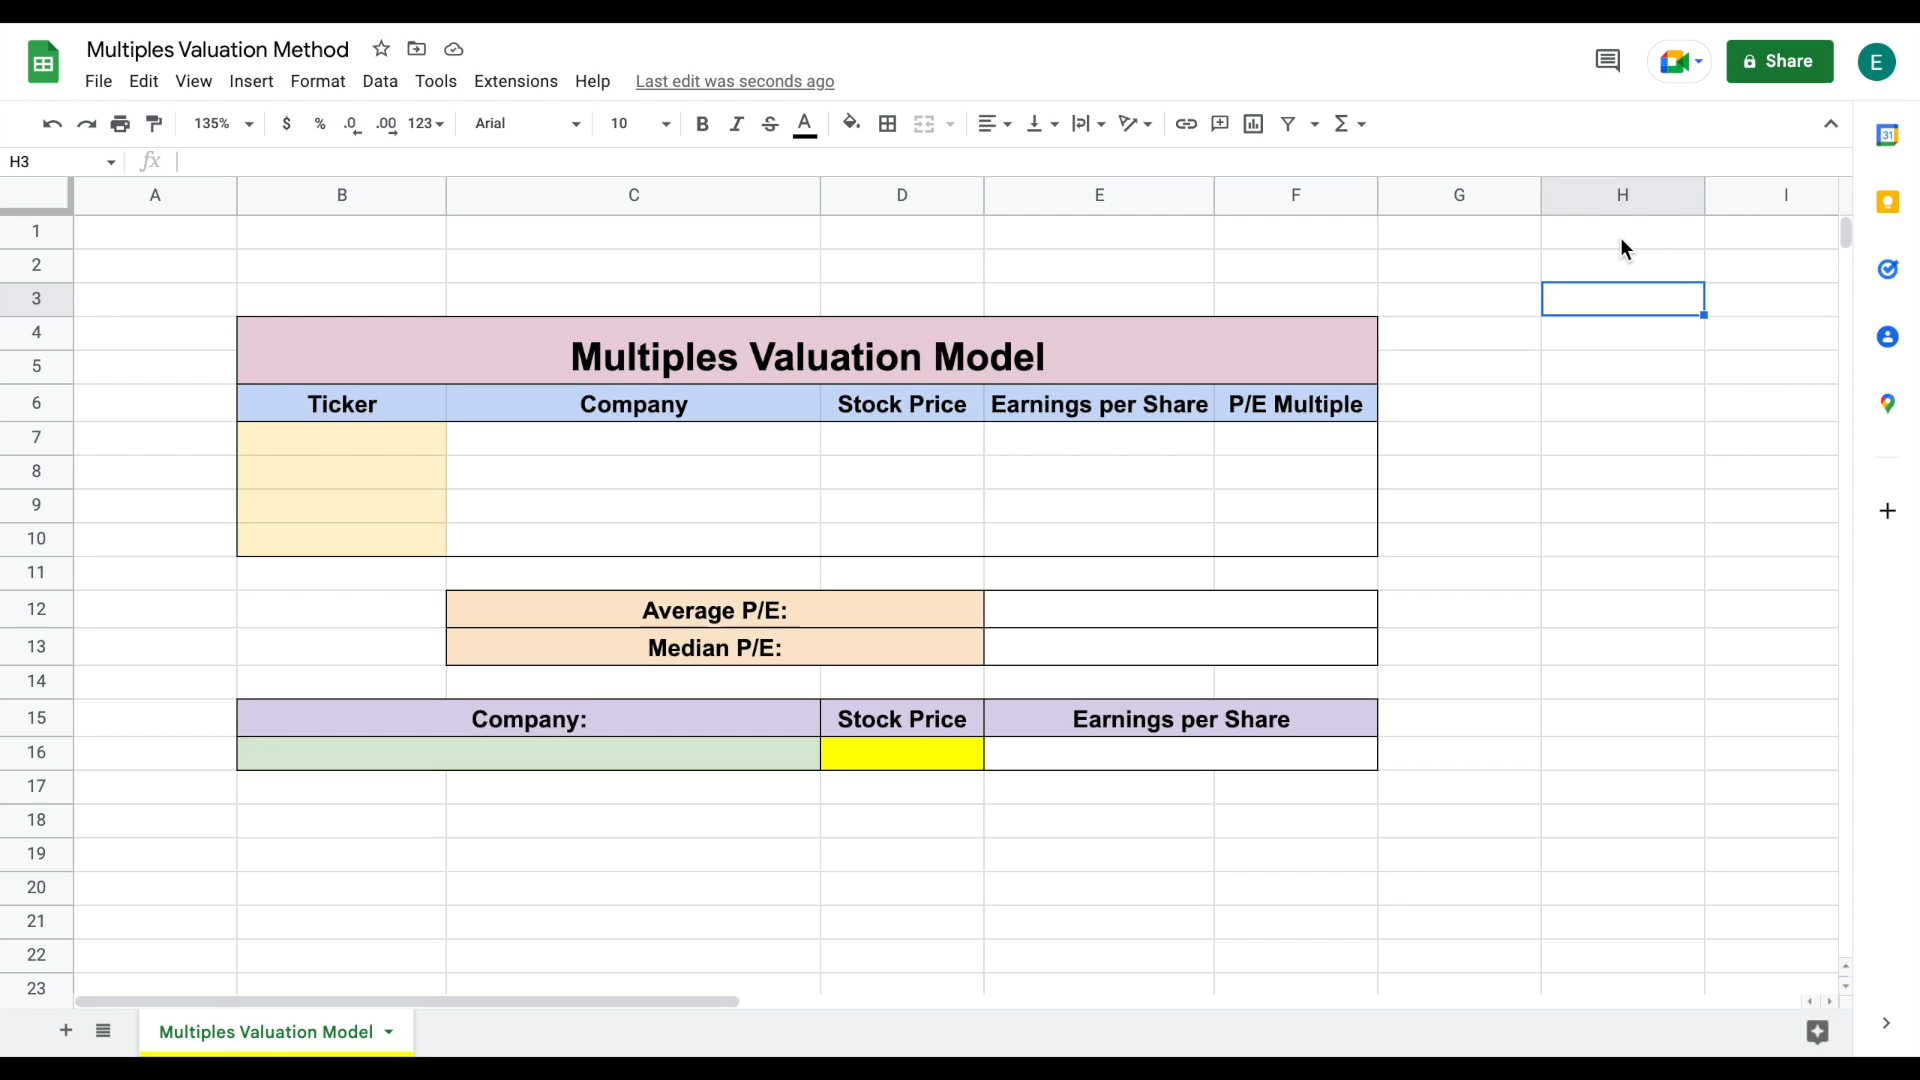 Multiples Valuation Method
File Edit View Insert Format Data Tools Extensions Help Last edit was seconds ago
Share
E
135% $ % .0 .00 123 Arial 10 B I S A
31
H3 fx
A B C D E F G H I
1
2
3
4
Multiples Valuation Model
5
6 Ticker Company Stock Price Earnings per Share P/E Multiple
7
8
9
10
11
12 Average P/E:
13 Median P/E:
14
15 Company: Stock Price Earnings per Share
16
17
18
19
20
21
22
23
Multiples Valuation Model